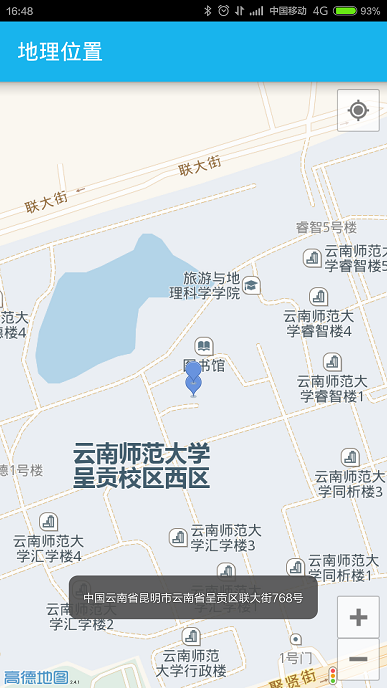 16:48 中国移动 4G 93%
地理位置
联大街
联大街
睿智5号楼
云南师范大
学睿智楼5
旅游与地
理科学学院
范大
德楼4
云南师范大
学睿智楼4
图书馆
云南师范大
学睿智楼1
云南师范大学
呈贡校区西区
德1号楼
云南师范大
学同析楼3
云南师范大
学汇学楼4
云南师范大
学汇学楼3
云南师范大
学同析楼1
中国云南省昆明市云南省呈贡区联大街768号
学汇学楼2
云南师范
大学行政楼
1号门
聚贤街
高德地图 2.4.1